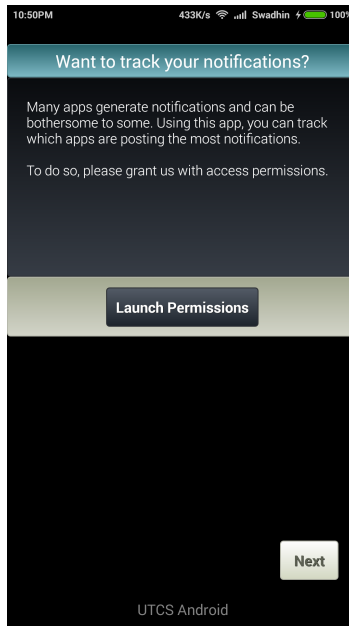 10:50PM 433K/s Swadhin 100%
Want to track your notifications?
Many apps generate notifications and can be
bothersome to some. Using this app, you can track
which apps are posting the most notifications.
To do so, please grant us with access permissions.
Launch Permissions
Next
UTCS Android